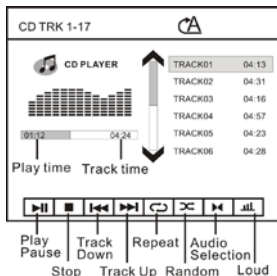 CD TRK 1-17
CD PLAYER
TRACK01 04:13
TRACK02 04:31
TRACK03 04:16
TRACK04 04:57
TRACK05 04:23
TRACK06 04:28
01:12 04:24
Play time Track time
Play Pause
Stop
Track Down
Track Up
Repeat
Random
Audio Selection
Loud